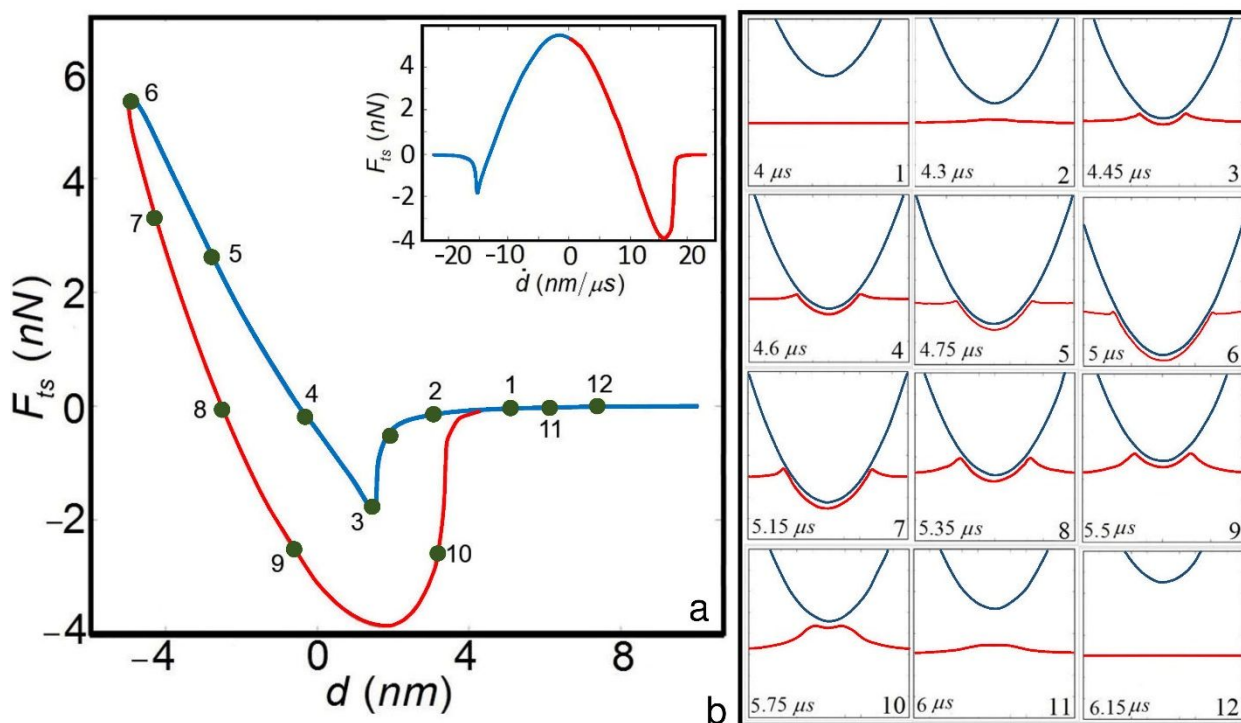 6
4
2
0
−2
−4
F_ts (nN)
−4
0
4
8
d (nm)
6
7
5
8
4
9
3
2
1
12
11
10
a
4
2
0
−2
−4
F_ts (nN)
−20
−10
0
10
20
ḋ (nm/μs)
b
4 μs 1
4.3 μs 2
4.45 μs 3
4.6 μs 4
4.75 μs 5
5 μs 6
5.15 μs 7
5.35 μs 8
5.5 μs 9
5.75 μs 10
6 μs 11
6.15 μs 12